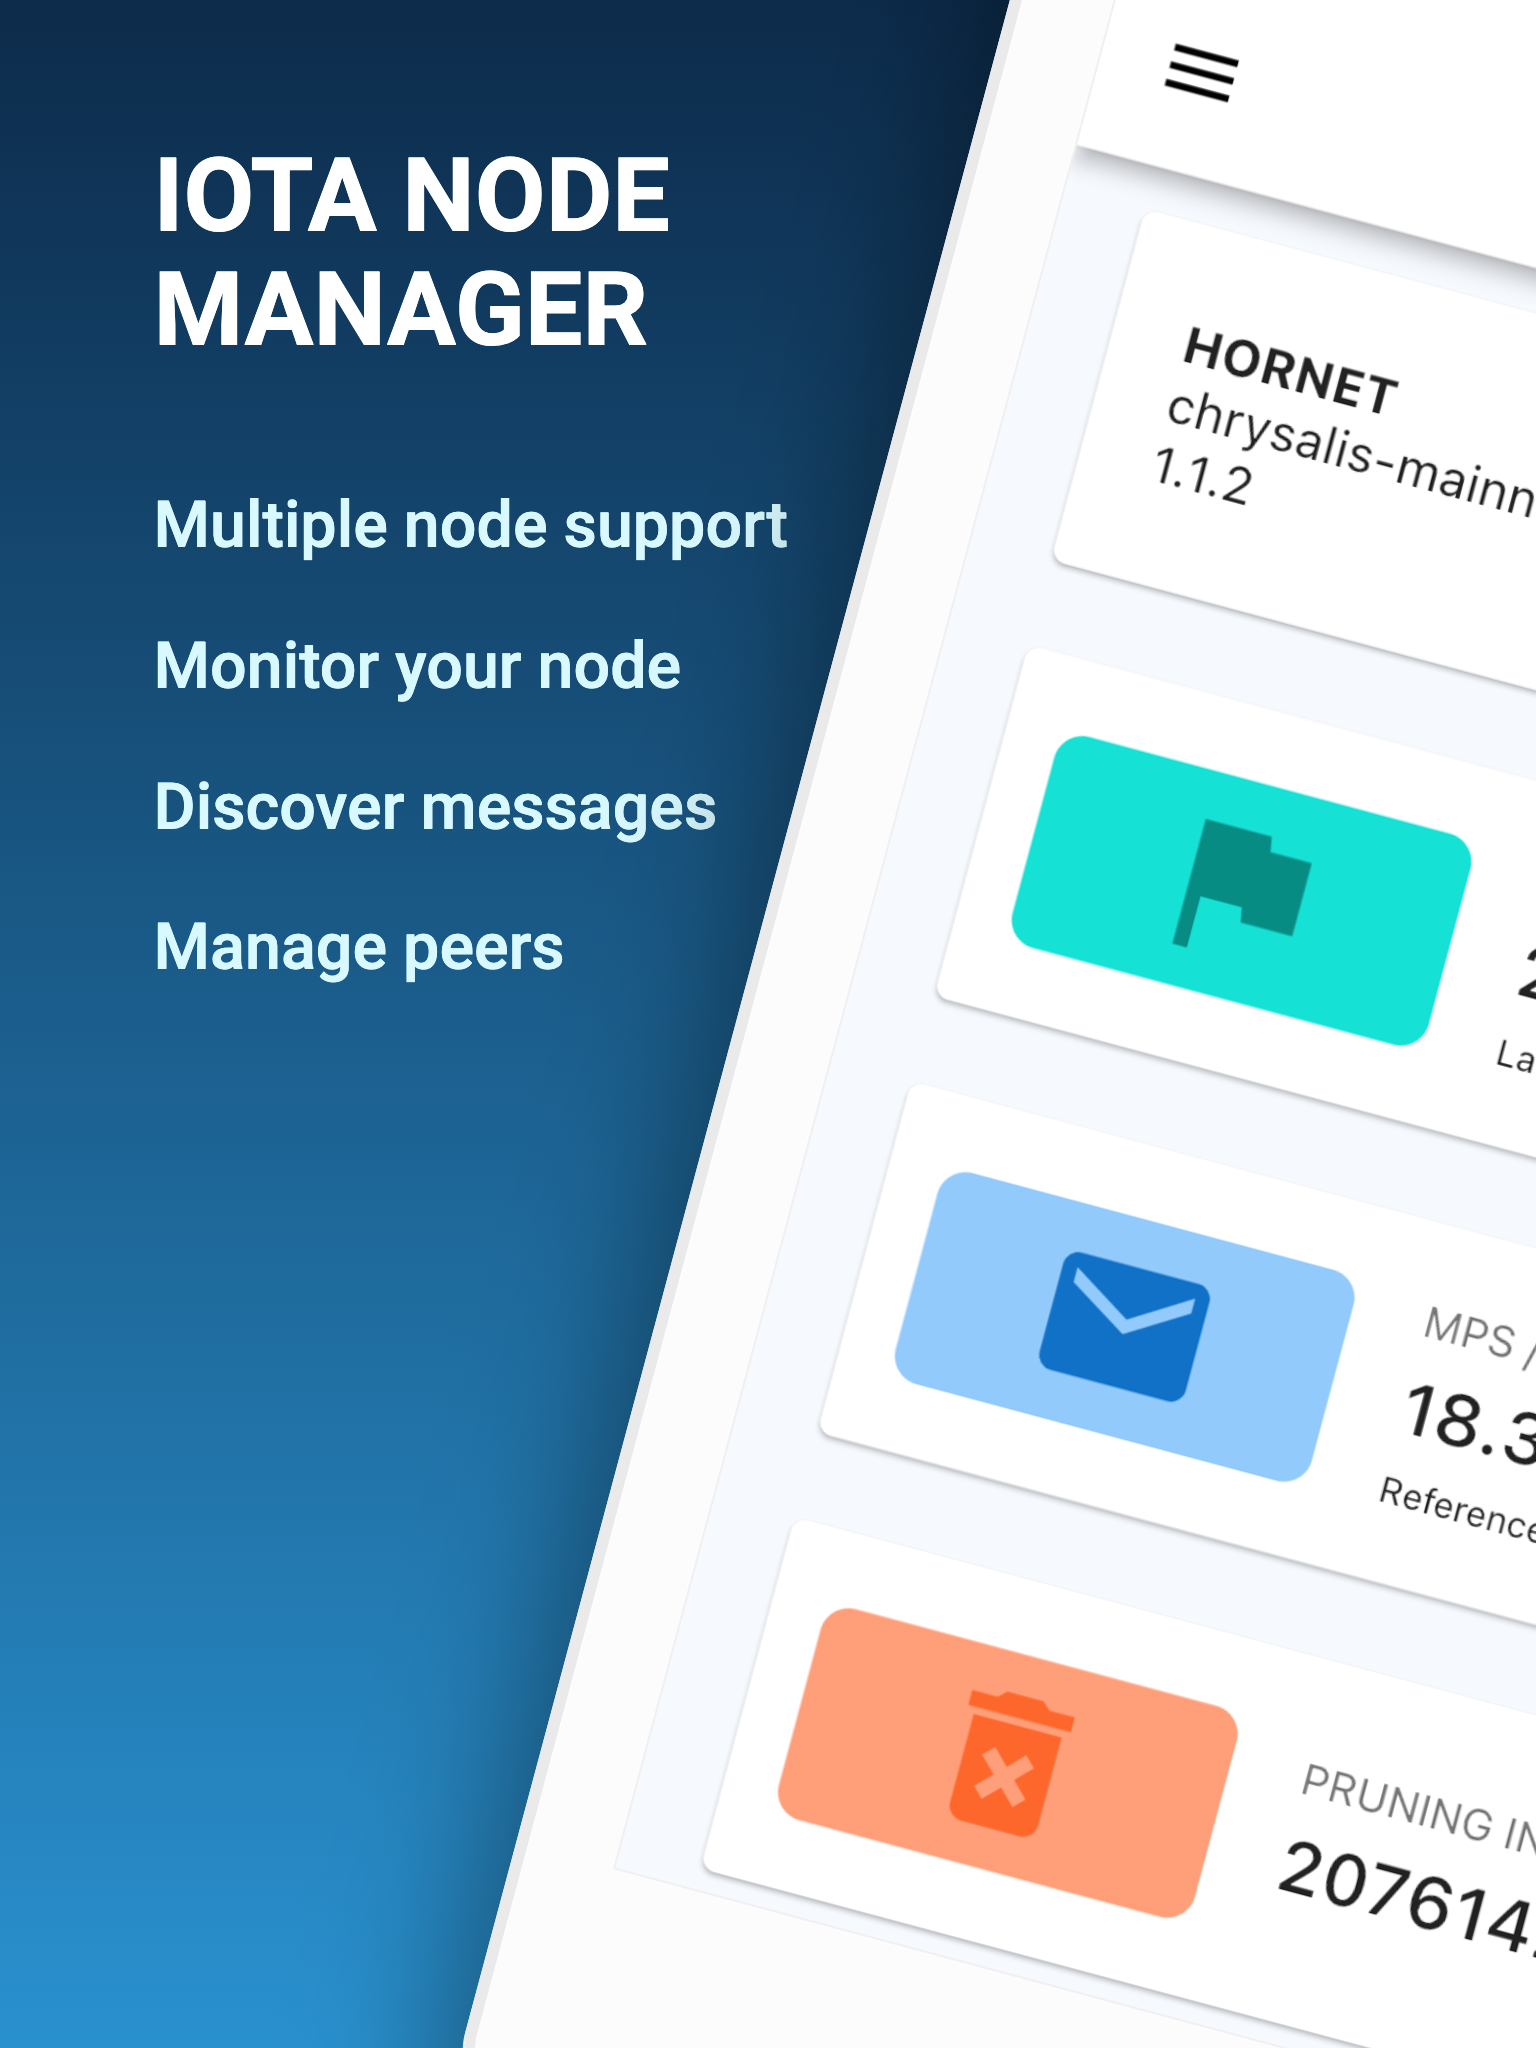 IOTA NODE
MANAGER
Multiple node support
Monitor your node
Discover messages
Manage peers
HORNET
chrysalis-mainn
1.1.2
La
MPS /
18.3
Reference
PRUNING IN
207614